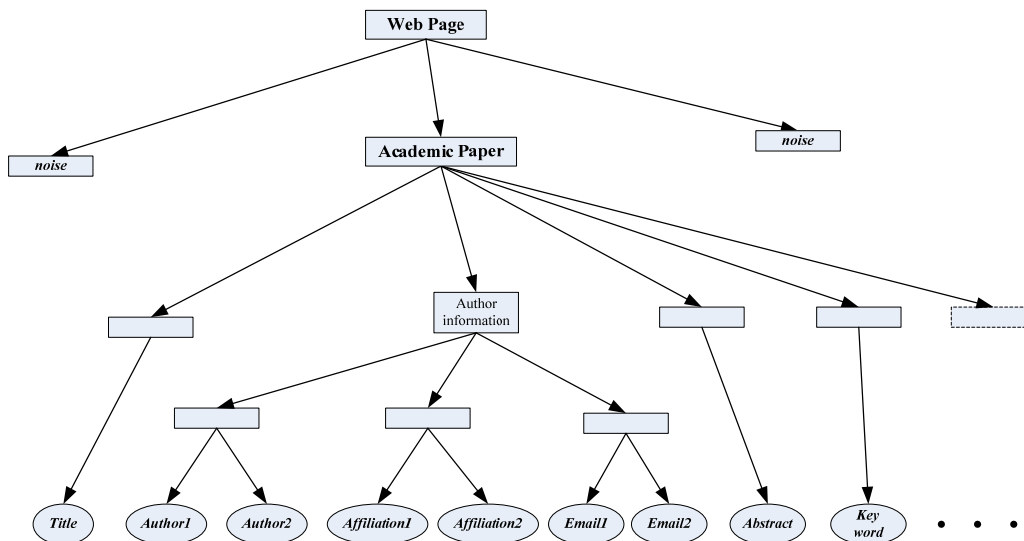 Web Page
noise
Academic Paper
noise
Author
information
Title
Author1
Author2
Affiliation1
Affiliation2
Email1
Email2
Abstract
Key
word
• • •